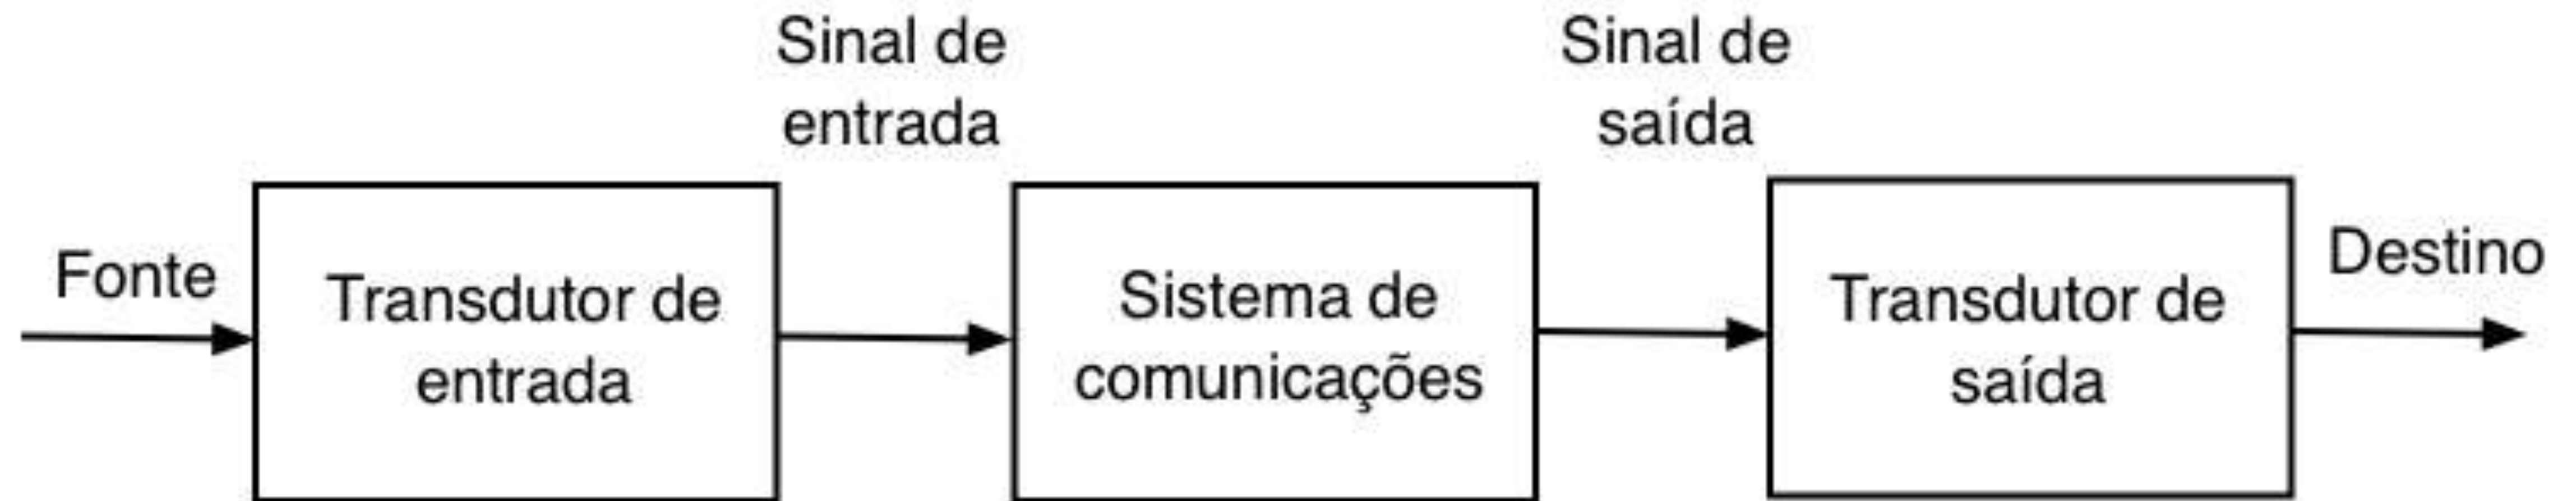 Sinal de
entrada
Sinal de
saída
Fonte
Transdutor de
entrada
Sistema de
comunicações
Transdutor de
saída
Destino